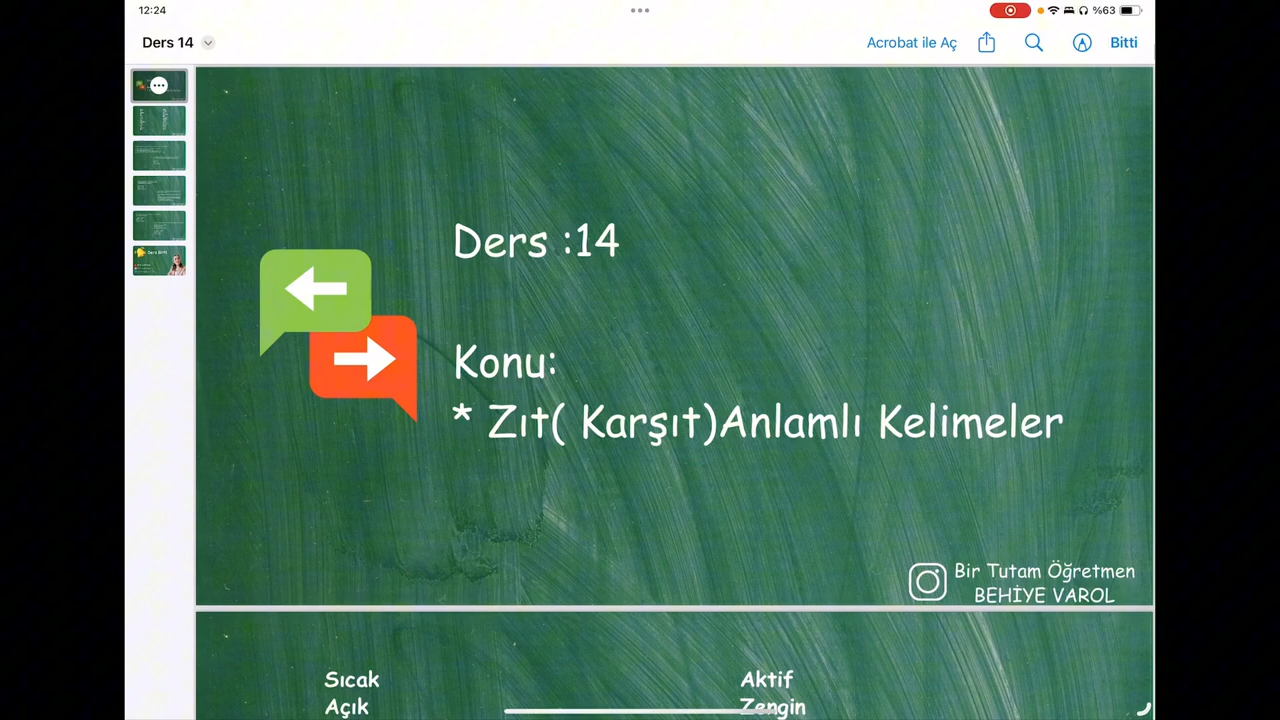 12:24
%63
Ders 14
Acrobat ile Aç
Bitti
Ders :14
Konu:
* Zıt( Karşıt)Anlamlı Kelimeler
Bir Tutam Öğretmen
BEHİYE VAROL
Sıcak
Aktif
Açık
Zengin